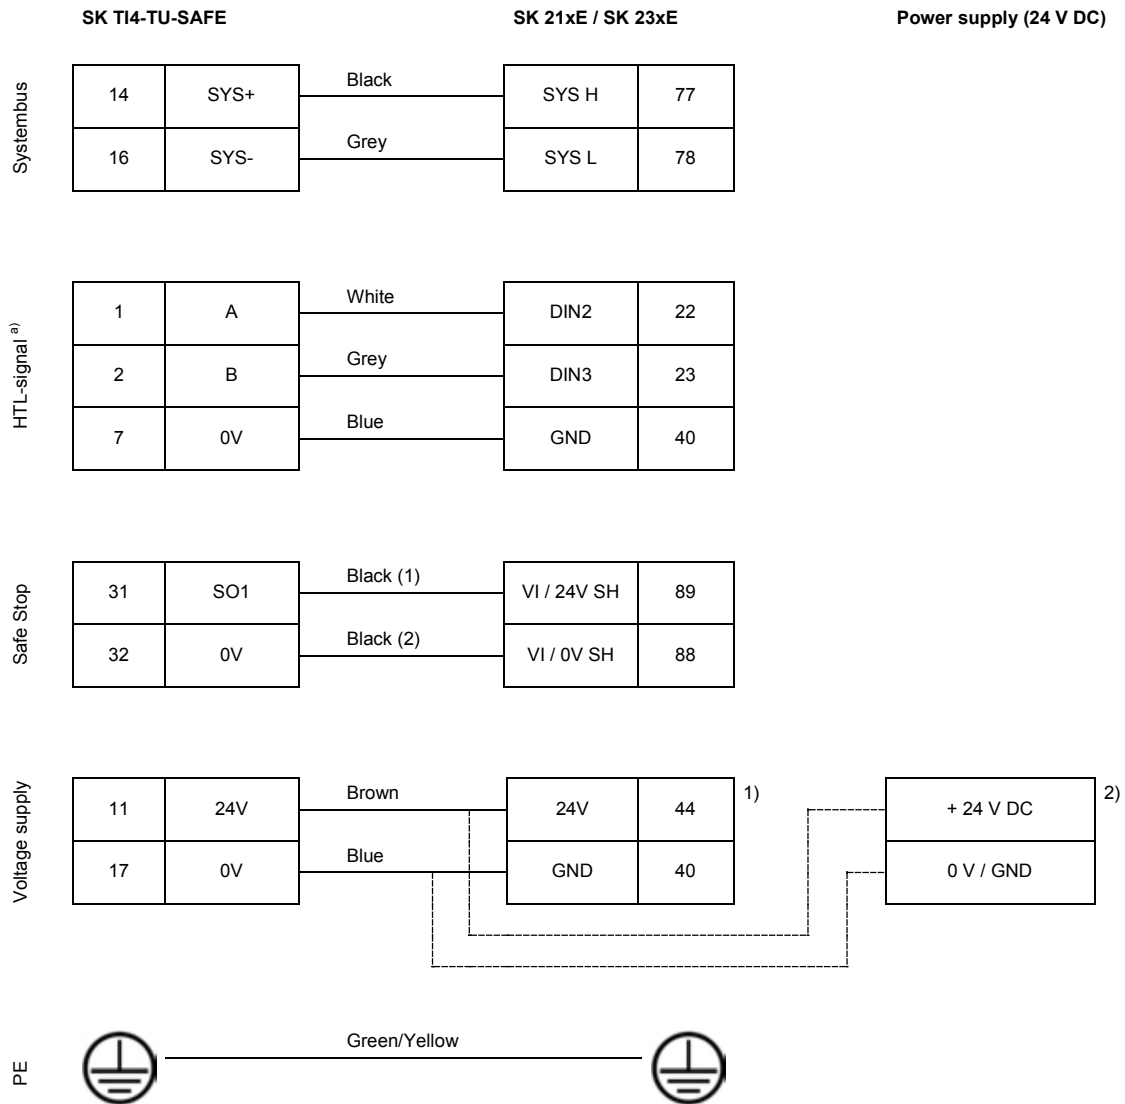 SK TI4-TU-SAFE SK 21xE / SK 23xE Power supply (24 V DC)
Systembus
14 SYS+ Black SYS H 77
16 SYS- Grey SYS L 78
HTL-signal a)
1 A White DIN2 22
2 B Grey DIN3 23
7 0V Blue GND 40
Safe Stop
31 SO1 Black (1) VI / 24V SH 89
32 0V Black (2) VI / 0V SH 88
Voltage supply
11 24V Brown 24V 44 1) + 24 V DC 2)
17 0V Blue GND 40 0 V / GND
PE
Green/Yellow